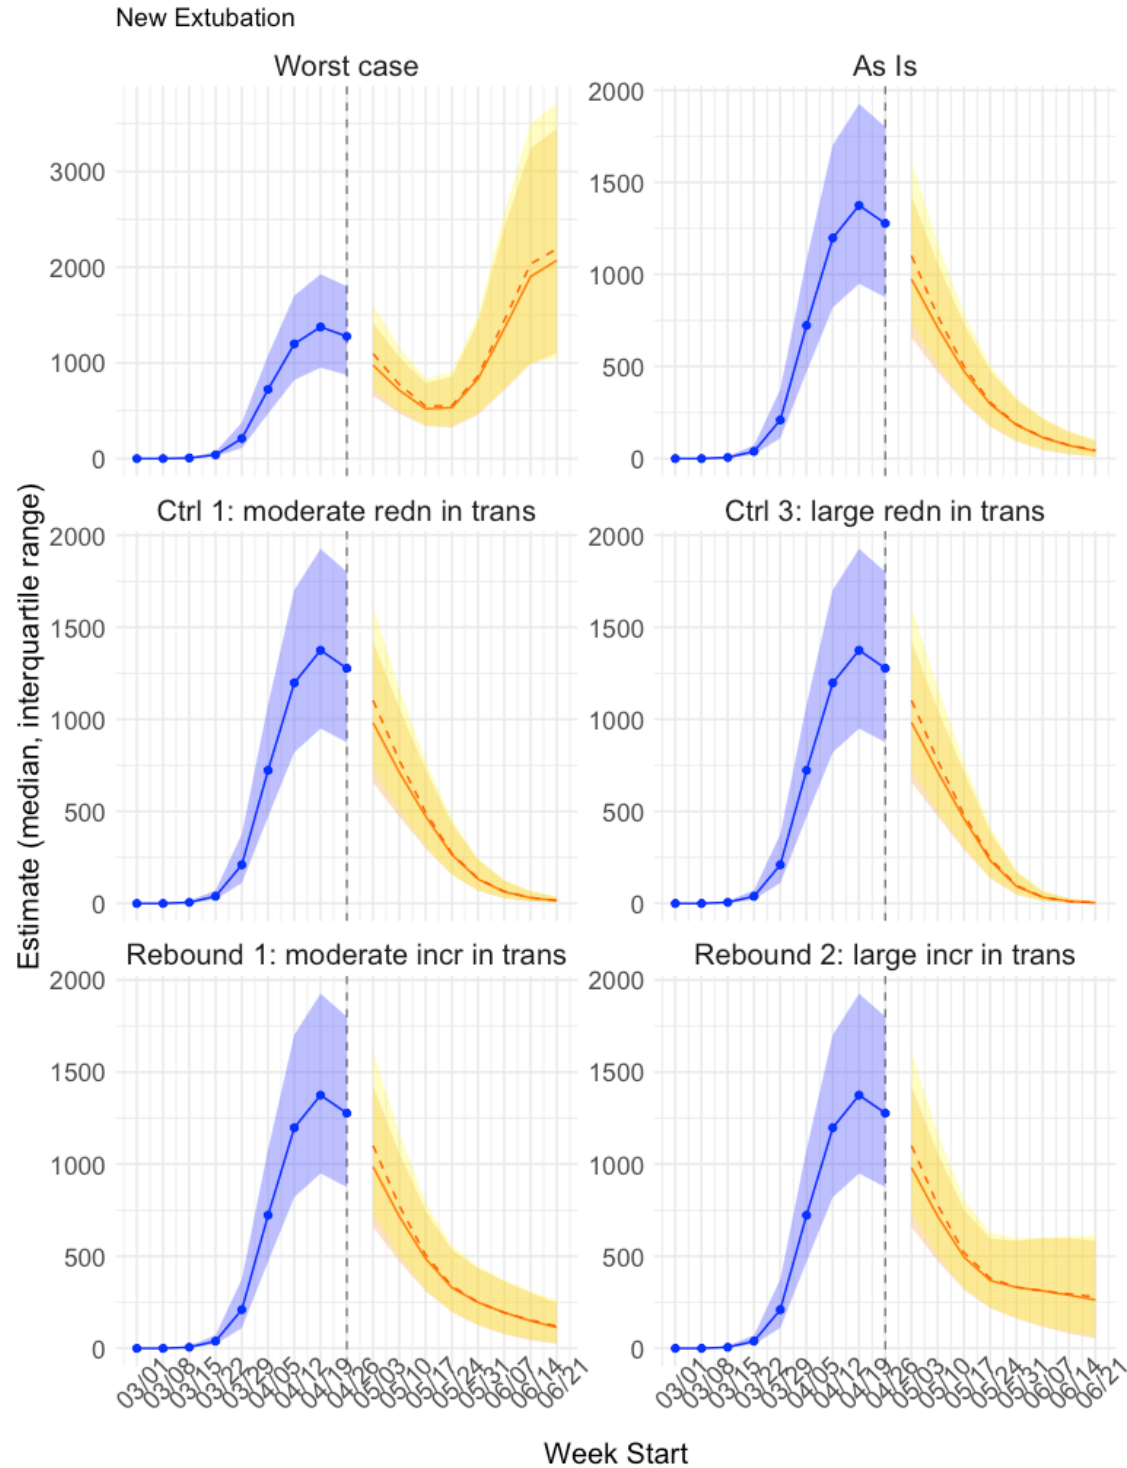 New Extubation
Worst case
As Is
3000
2000
1000
0
2000
1500
1000
500
0
Estimate (median, interquartile range)
Ctrl 1: moderate redn in trans
Ctrl 3: large redn in trans
2000
1500
1000
500
0
2000
1500
1000
500
0
Rebound 1: moderate incr in trans
Rebound 2: large incr in trans
2000
1500
1000
500
0
2000
1500
1000
500
0
03/01 03/08 03/15 03/22 03/29 04/05 04/12 04/19 04/26 05/03 05/10 05/17 05/24 05/31 06/07 06/14 06/21
03/01 03/08 03/15 03/22 03/29 04/05 04/12 04/19 04/26 05/03 05/10 05/17 05/24 05/31 06/07 06/14 06/21
Week Start